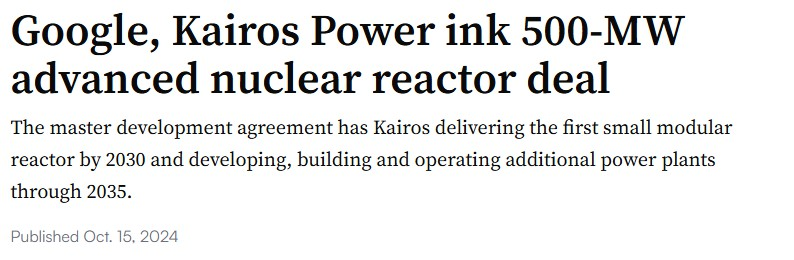 Google, Kairos Power ink 500-MW
advanced nuclear reactor deal
The master development agreement has Kairos delivering the first small modular
reactor by 2030 and developing, building and operating additional power plants
through 2035.
Published Oct. 15, 2024